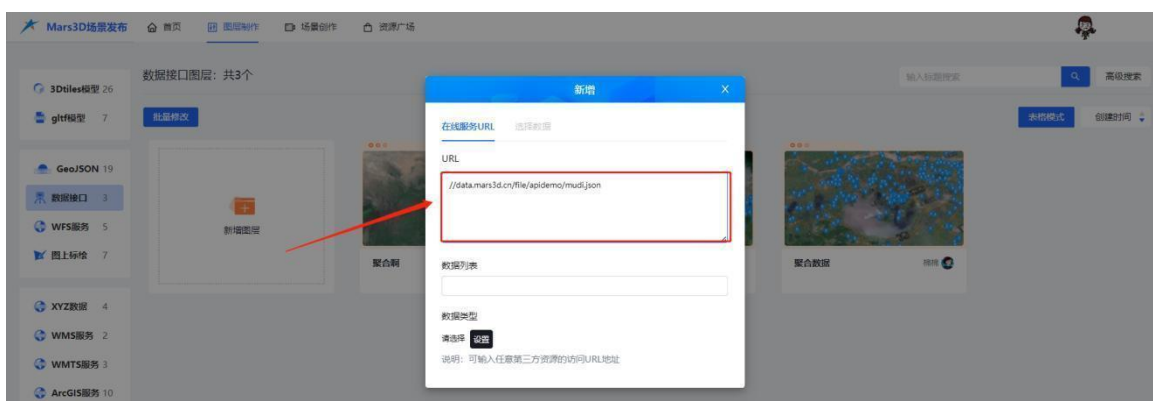 Mars3D场景发布 首页 图层制作 场景创作 资源广场
数据接口图层：共3个
输入标题搜索 高级搜索
3Dtiles模型 26
gltf模型 7
GeoJSON 19
数据接口 3
WFS服务 5
图上标绘 7
XYZ数据 4
WMS服务 2
WMTS服务 3
ArcGIS服务 10
批量修改
表格模式 创建时间
新增图层
聚合啊
聚合数据
新增 X
在线服务URL 选择数据
URL
//data.mars3d.cn/file/apidemo/mudi.json
数据列表
数据类型
请选择 设置
说明：可输入任意第三方资源的访问URL地址